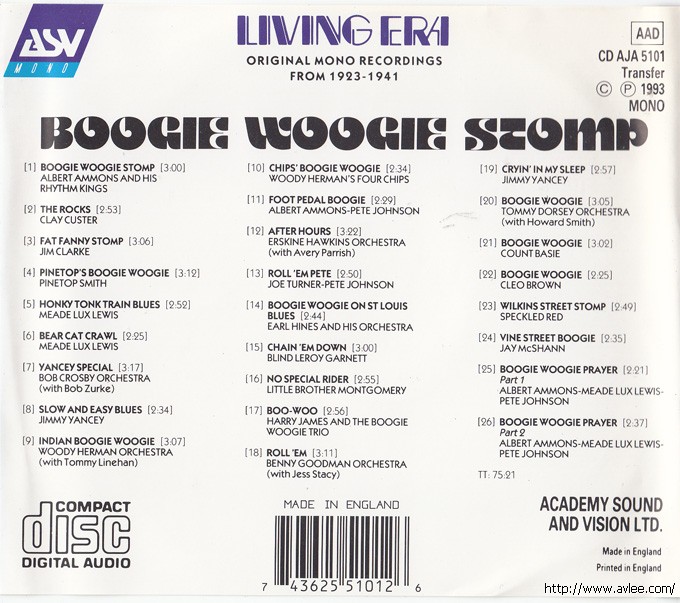 ASV
MONO
LIVING ERA
ORIGINAL MONO RECORDINGS
FROM 1923-1941
AAD
CD AJA 5101
Transfer
© ℗ 1993
MONO
BOOGIE WOOGIE STOMP
[1] BOOGIE WOOGIE STOMP [3:00]
ALBERT AMMONS AND HIS
RHYTHM KINGS
[2] THE ROCKS [2:53]
CLAY CUSTER
[3] FAT FANNY STOMP [3:06]
JIM CLARKE
[4] PINETOP'S BOOGIE WOOGIE [3:12]
PINETOP SMITH
[5] HONKY TONK TRAIN BLUES [2:52]
MEADE LUX LEWIS
[6] BEAR CAT CRAWL [2:25]
MEADE LUX LEWIS
[7] YANCEY SPECIAL [3:17]
BOB CROSBY ORCHESTRA
(with Bob Zurke)
[8] SLOW AND EASY BLUES [2:34]
JIMMY YANCEY
[9] INDIAN BOOGIE WOOGIE [3:07]
WOODY HERMAN ORCHESTRA
(with Tommy Linehan)
[10] CHIPS' BOOGIE WOOGIE [2:34]
WOODY HERMAN'S FOUR CHIPS
[11] FOOT PEDAL BOOGIE [2:29]
ALBERT AMMONS-PETE JOHNSON
[12] AFTER HOURS [3:22]
ERSKINE HAWKINS ORCHESTRA
(with Avery Parrish)
[13] ROLL 'EM PETE [2:50]
JOE TURNER-PETE JOHNSON
[14] BOOGIE WOOGIE ON ST LOUIS
BLUES [2:44]
EARL HINES AND HIS ORCHESTRA
[15] CHAIN 'EM DOWN [3:00]
BLIND LEROY GARNETT
[16] NO SPECIAL RIDER [2:55]
LITTLE BROTHER MONTGOMERY
[17] BOO-WOO [2:56]
HARRY JAMES AND THE BOOGIE
WOOGIE TRIO
[18] ROLL 'EM [3:11]
BENNY GOODMAN ORCHESTRA
(with Jess Stacy)
[19] CRYIN' IN MY SLEEP [2:57]
JIMMY YANCEY
[20] BOOGIE WOOGIE [3:05]
TOMMY DORSEY ORCHESTRA
(with Howard Smith)
[21] BOOGIE WOOGIE [3:02]
COUNT BASIE
[22] BOOGIE WOOGIE [2:25]
CLEO BROWN
[23] WILKINS STREET STOMP [2:49]
SPECKLED RED
[24] VINE STREET BOOGIE [2:35]
JAY McSHANN
[25] BOOGIE WOOGIE PRAYER [2:21]
Part 1
ALBERT AMMONS-MEADE LUX LEWIS-
PETE JOHNSON
[26] BOOGIE WOOGIE PRAYER [2:37]
Part 2
ALBERT AMMONS-MEADE LUX LEWIS-
PETE JOHNSON
TT: 75:21
COMPACT
disc
DIGITAL AUDIO
MADE IN ENGLAND
7 43625 51012 6
ACADEMY SOUND
AND VISION LTD.
Made in England
Printed in England
http://www.avlee.com/